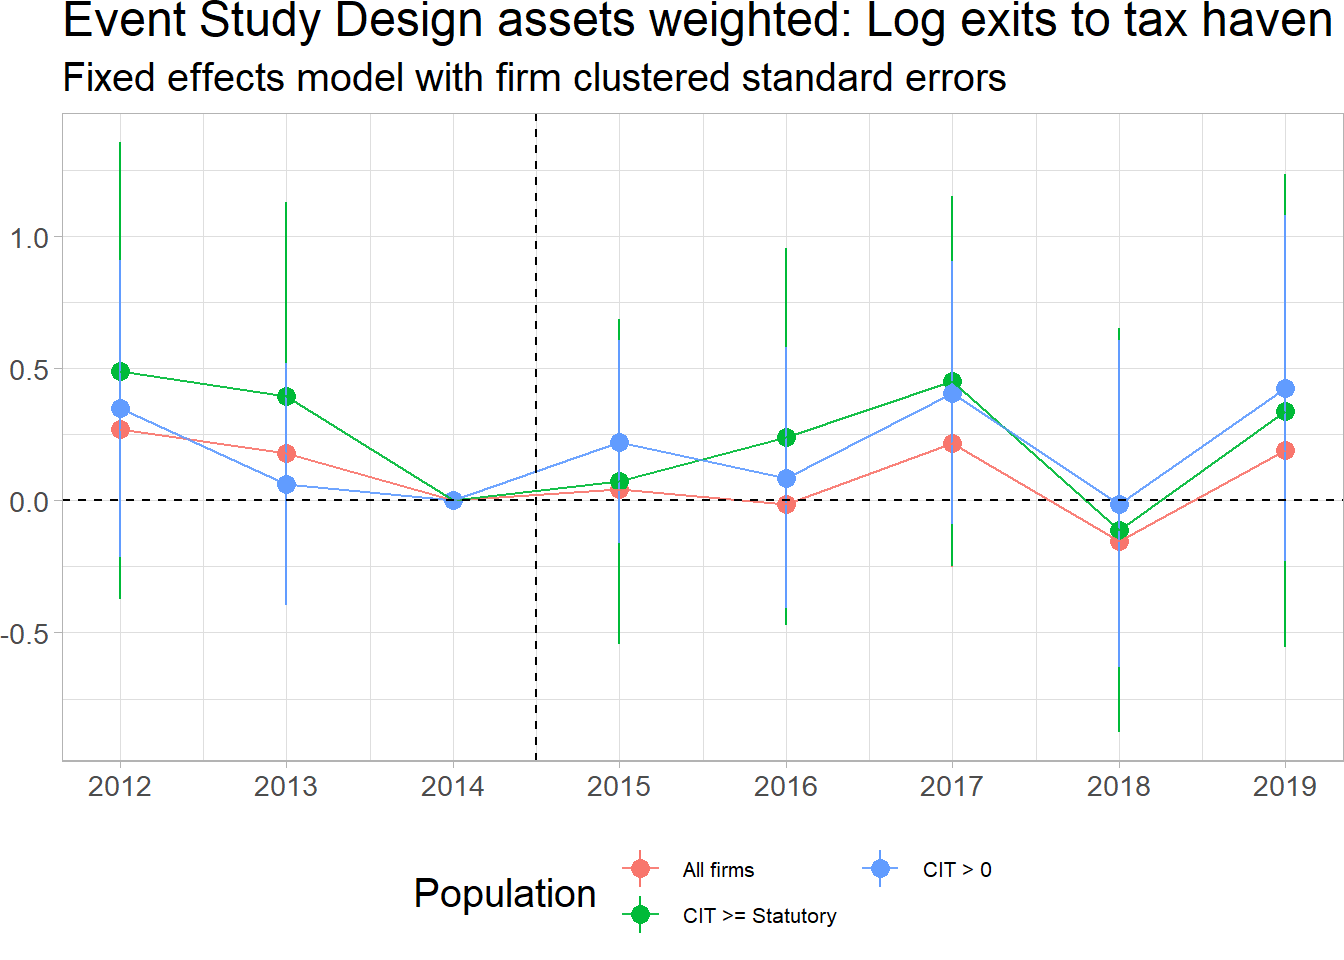 Event Study Design assets weighted: Log exits to tax haven
Fixed effects model with firm clustered standard errors
1.0
0.5
0.0
-0.5
2012 2013 2014 2015 2016 2017 2018 2019
Population
All firms
CIT >= Statutory
CIT > 0